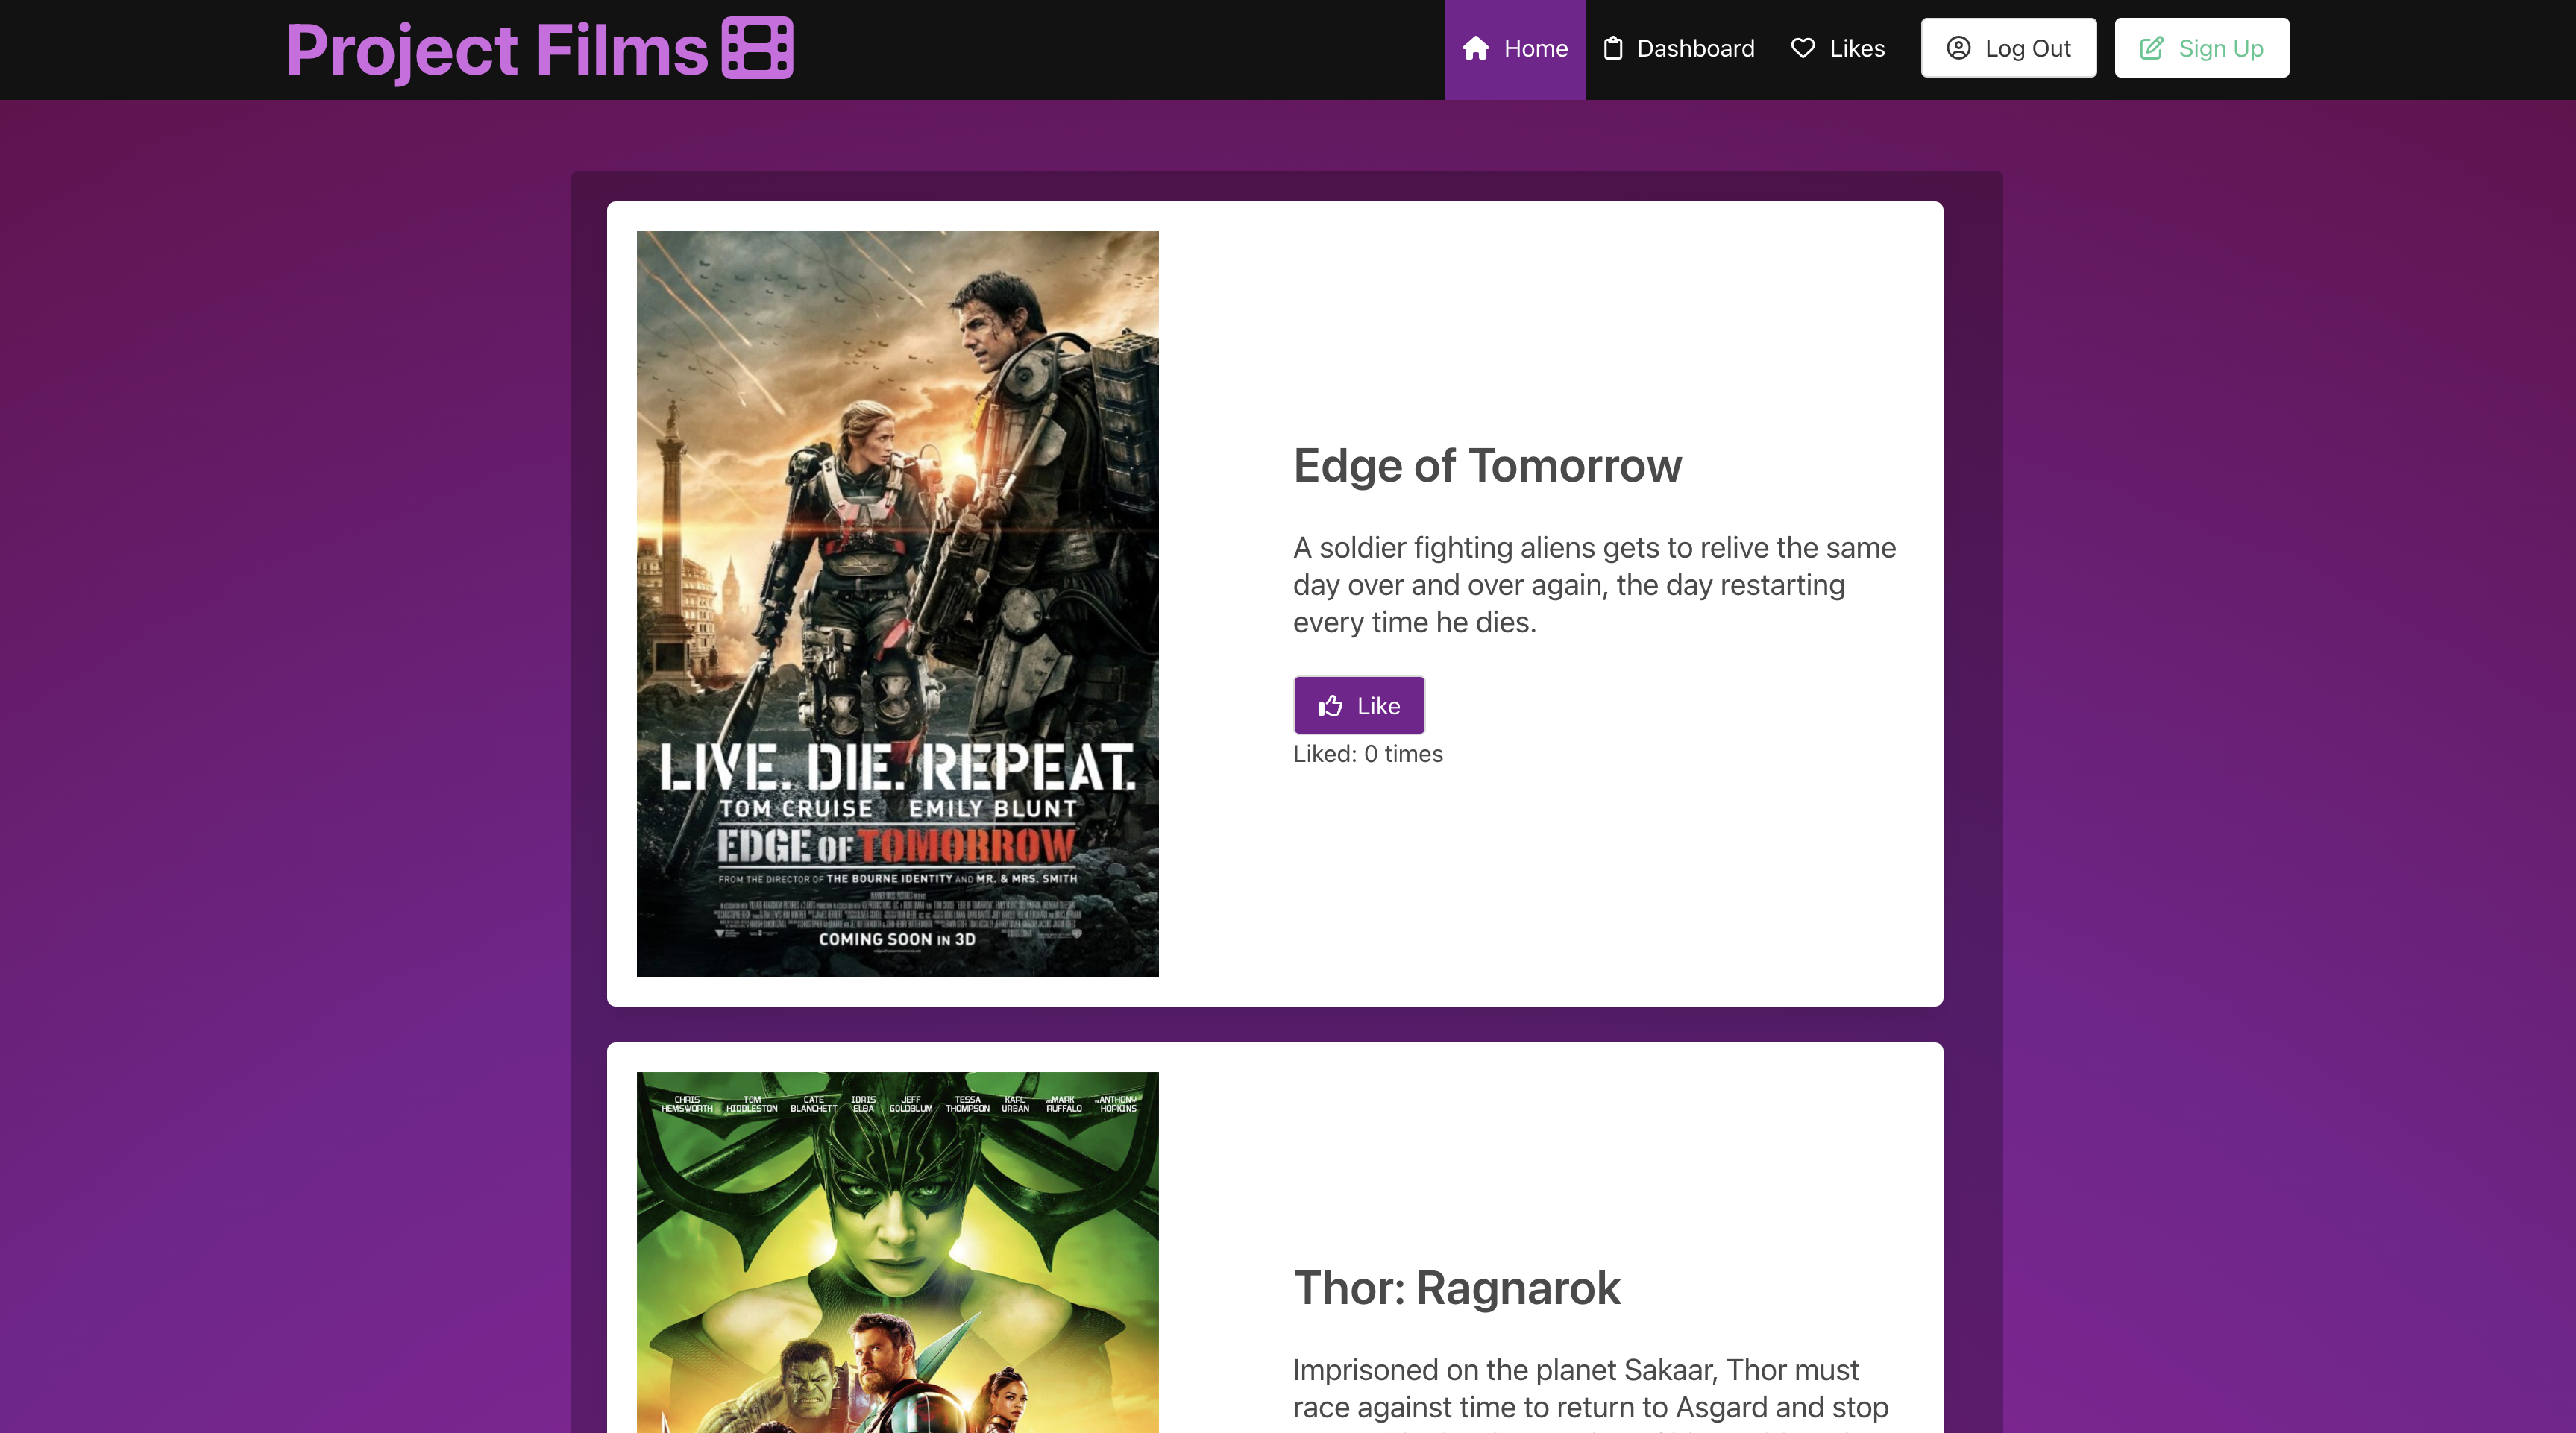 Project Films
Home
Dashboard
Likes
Log Out
Sign Up
LIVE. DIE. REPEAT.
TOM CRUISE EMILY BLUNT
EDGE OF TOMORROW
FROM THE DIRECTOR OF THE BOURNE IDENTITY AND MR. & MRS. SMITH
COMING SOON IN 3D
Edge of Tomorrow
A soldier fighting aliens gets to relive the same
day over and over again, the day restarting
every time he dies.
Like
Liked: 0 times
CHRIS HEMSWORTH TOM HIDDLESTON CATE BLANCHETT IDRIS ELBA JEFF GOLDBLUM TESSA THOMPSON KARL URBAN MARK RUFFALO ANTHONY HOPKINS
Thor: Ragnarok
Imprisoned on the planet Sakaar, Thor must
race against time to return to Asgard and stop